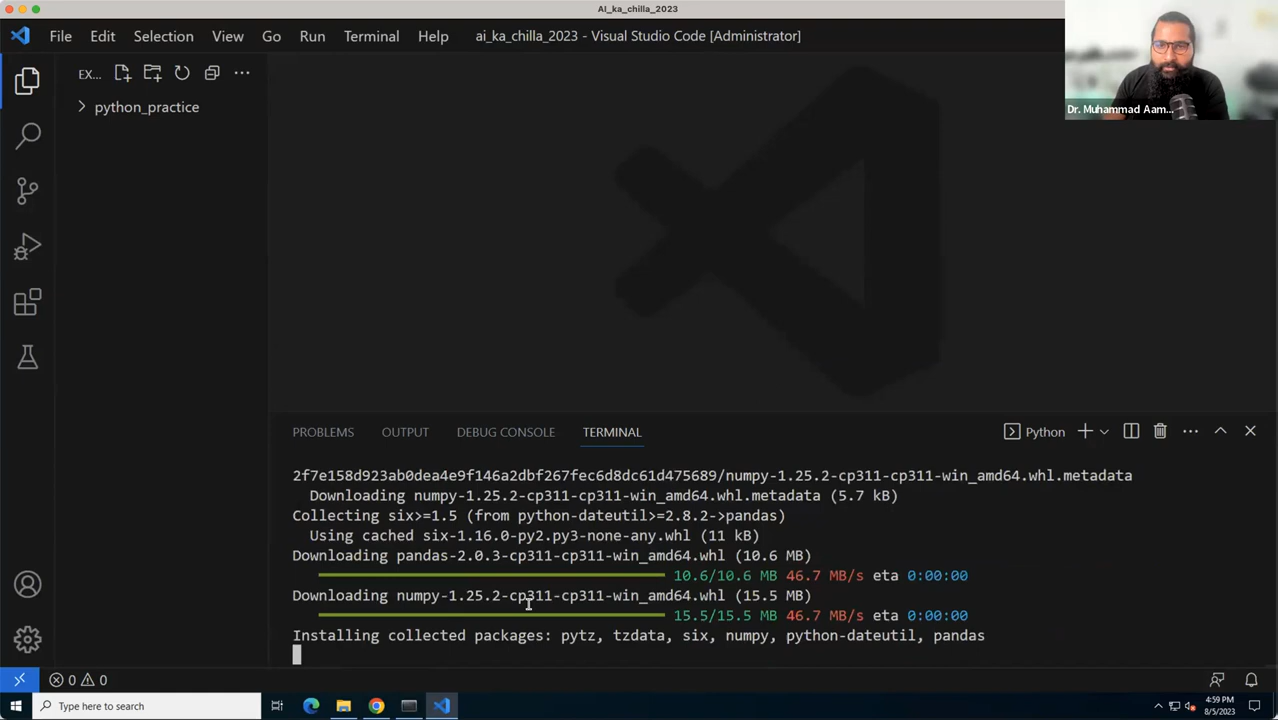 AI_ka_chilla_2023
File Edit Selection View Go Run Terminal Help ai_ka_chilla_2023 - Visual Studio Code [Administrator]
EX... ···
python_practice
Dr. Muhammad Aam...
PROBLEMS OUTPUT DEBUG CONSOLE TERMINAL Python
2f7e158d923ab0dea4e9f146a2dbf267fec6d8dc61d475689/numpy-1.25.2-cp311-cp311-win_amd64.whl.metadata
Downloading numpy-1.25.2-cp311-cp311-win_amd64.whl.metadata (5.7 kB)
Collecting six>=1.5 (from python-dateutil>=2.8.2->pandas)
Using cached six-1.16.0-py2.py3-none-any.whl (11 kB)
Downloading pandas-2.0.3-cp311-cp311-win_amd64.whl (10.6 MB)
10.6/10.6 MB 46.7 MB/s eta 0:00:00
Downloading numpy-1.25.2-cp311-cp311-win_amd64.whl (15.5 MB)
15.5/15.5 MB 46.7 MB/s eta 0:00:00
Installing collected packages: pytz, tzdata, six, numpy, python-dateutil, pandas
0 0
Type here to search
4:59 PM
8/5/2023